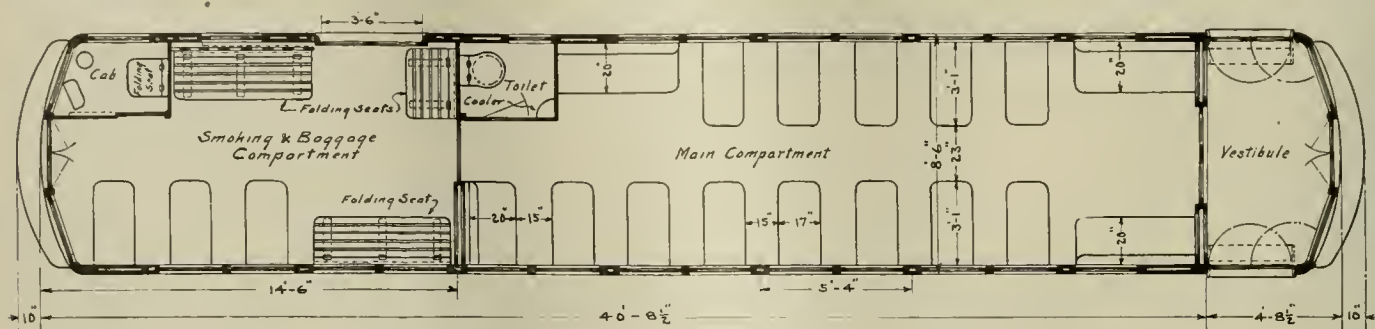 3'-6"
Cab
Folding
Seat
Folding Seats
Toilet
Cooler
20"
3'-1"
20"
Smoking & Baggage
Compartment
Main Compartment
8'-6"
23"
Vestibule
Folding Seat
20"
15"
15"
17"
3'-1"
20"
14'-6"
5'-4"
10"
40'-8½"
4'-8½"
10"